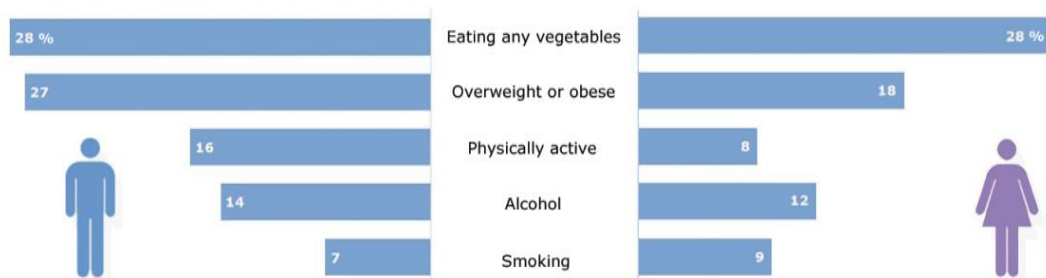 28 % Eating any vegetables 28 %
27 Overweight or obese 18
16 Physically active 8
14 Alcohol 12
7 Smoking 9